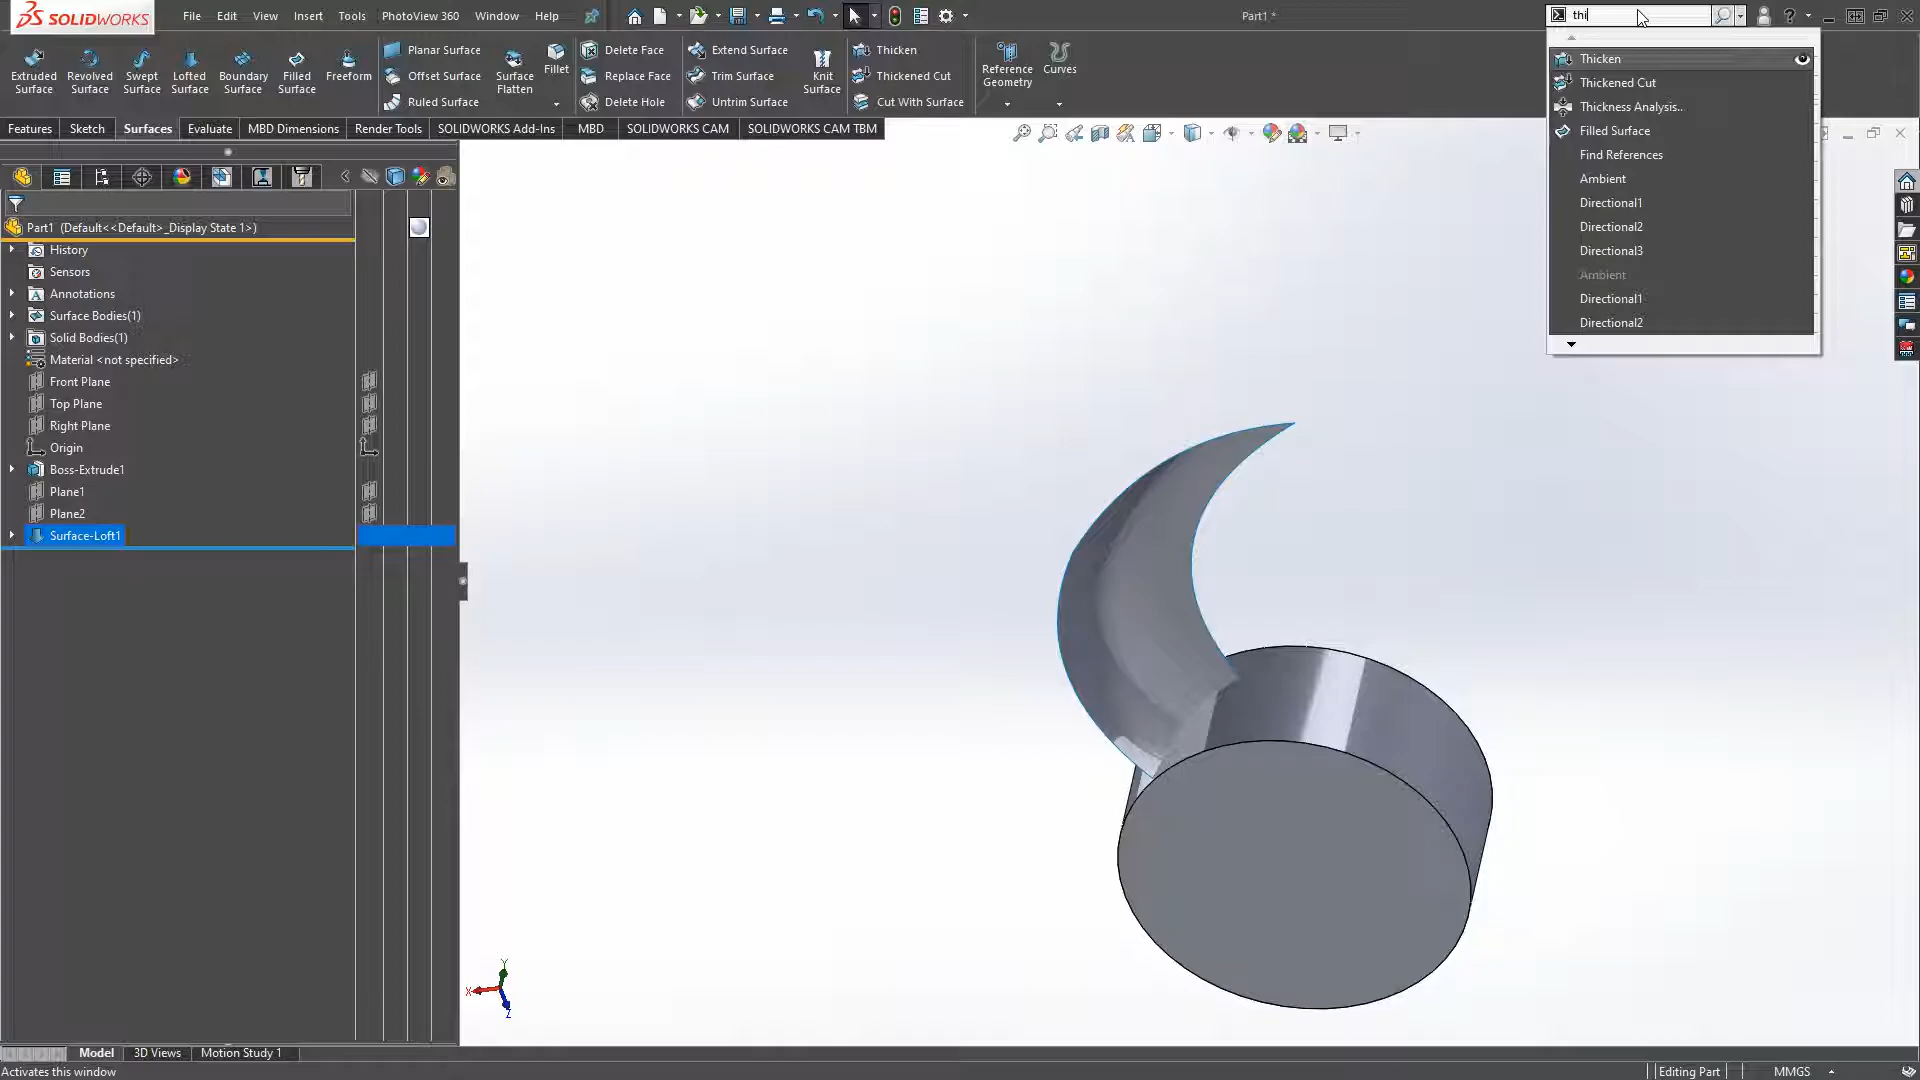 SOLIDWORKS
File Edit View Insert Tools PhotoView 360 Window Help
Part1 *
thi
Extruded Surface
Revolved Surface
Swept Surface
Lofted Surface
Boundary Surface
Filled Surface
Freeform
Planar Surface
Offset Surface
Ruled Surface
Surface Flatten
Fillet
Delete Face
Replace Face
Delete Hole
Extend Surface
Trim Surface
Untrim Surface
Knit Surface
Thicken
Thickened Cut
Cut With Surface
Reference Geometry
Curves
Features Sketch Surfaces Evaluate MBD Dimensions Render Tools SOLIDWORKS Add-Ins MBD SOLIDWORKS CAM SOLIDWORKS CAM TBM
Thicken
Thickened Cut
Thickness Analysis...
Filled Surface
Find References
Ambient
Directional1
Directional2
Directional3
Ambient
Directional1
Directional2
Part1 (Default<<Default>_Display State 1>)
History
Sensors
Annotations
Surface Bodies(1)
Solid Bodies(1)
Material <not specified>
Front Plane
Top Plane
Right Plane
Origin
Boss-Extrude1
Plane1
Plane2
Surface-Loft1
Y
X
Z
Model 3D Views Motion Study 1
Activates this window
Editing Part
MMGS